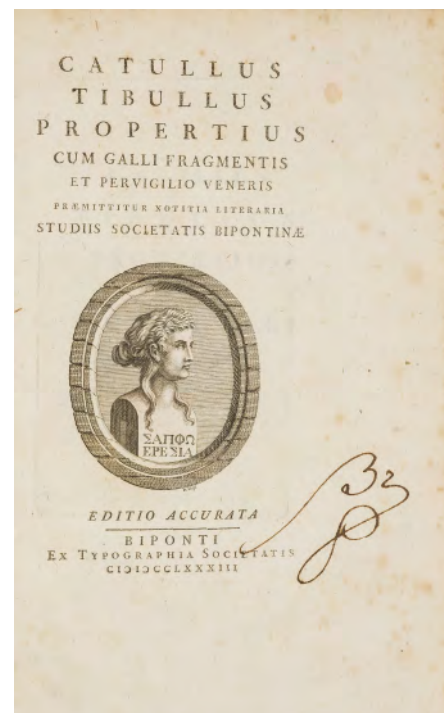 CATULLUS
TIBULLUS
PROPERTIUS
CUM GALLI FRAGMENTIS
ET PERVIGILIO VENERIS
PRÆMITTITUR NOTITIA LITERARIA
STUDIIS SOCIETATIS BIPONTINÆ
ΣΑΠΦΩ
ΕΡΕΣΙΑ
EDITIO ACCURATA
BIPONTI
EX TYPOGRAPHIA SOCIETATIS
CIↃIↃCCLXXXIII